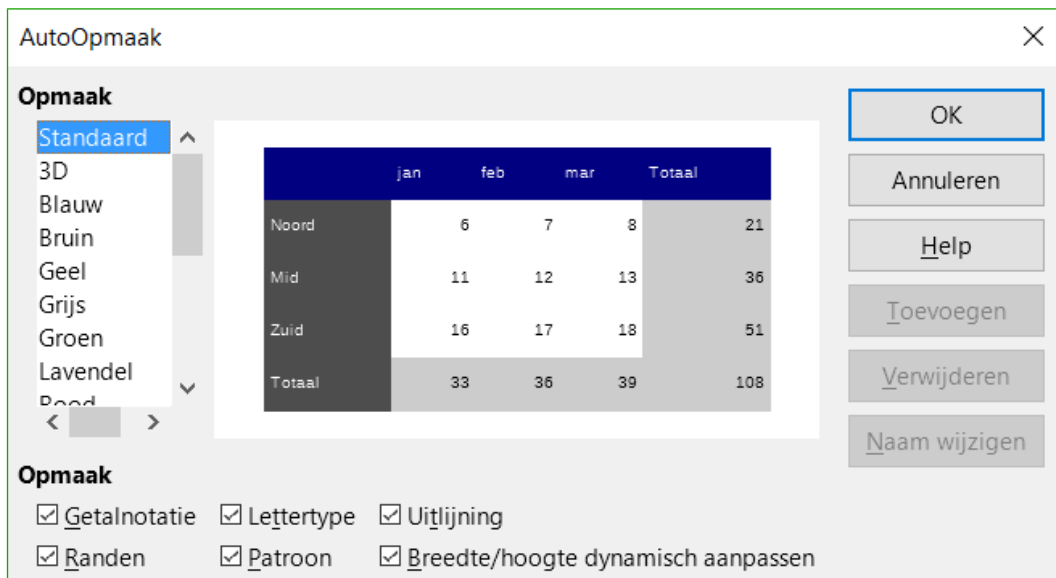 AutoOpmaak
Opmaak
Standaard
3D
Blauw
Bruin
Geel
Grijs
Groen
Lavendel
Rood
jan feb mar Totaal
Noord 6 7 8 21
Mid 11 12 13 36
Zuid 16 17 18 51
Totaal 33 36 39 108
OK
Annuleren
Help
Toevoegen
Verwijderen
Naam wijzigen
Opmaak
Getalnotatie Lettertype Uitlijning
Randen Patroon Breedte/hoogte dynamisch aanpassen